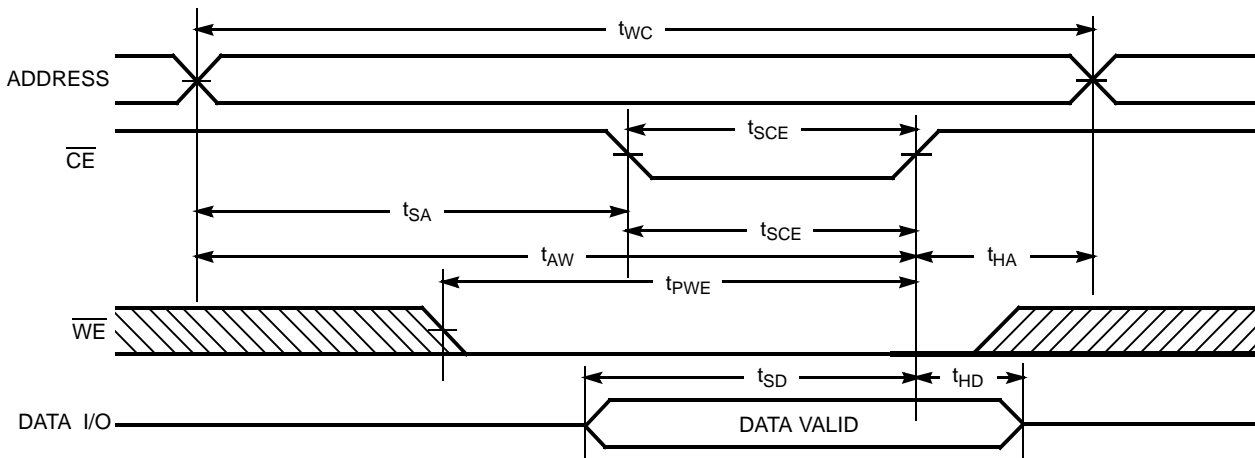 tWC
ADDRESS
tSCE
CE
tSA
tSCE
tAW
tHA
tPWE
WE
tSD
tHD
DATA I/O
DATA VALID